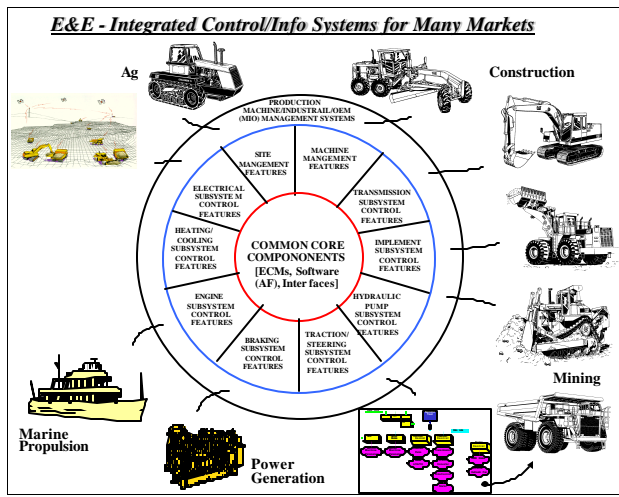 E&E - Integrated Control/Info Systems for Many Markets
Ag
Construction
PRODUCTION
MACHINE/INDUSTRAIL/OEM
(MIO) MANAGEMENT SYSTEMS
SITE
MANGEMENT
FEATURES
MACHINE
MANGEMENT
FEATURES
ELECTRICAL
SUBSYSTE M
CONTROL
FEATURES
TRANSMISSION
SUBSYSTEM
CONTROL
FEATURES
HEATING/
COOLING
SUBSYSTEM
CONTROL
FEATURES
COMMON CORE
COMPONONENTS
[ECMs, Software
(AF), Inter faces]
IMPLEMENT
SUBSYSTEM
CONTROL
FEATURES
ENGINE
SUBSYSTEM
CONTROL
FEATURES
HYDRAULIC
PUMP
SUBSYSTEM
CONTROL
FEATURES
BRAKING
SUBSYSTEM
CONTROL
FEATURES
TRACTION/
STEERING
SUBSYSTEM
CONTROL
FEATURES
Mining
Marine
Propulsion
Power
Generation